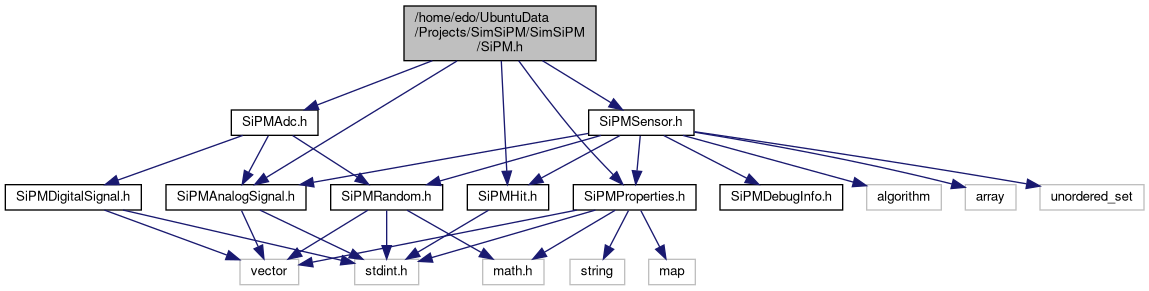 /home/edo/UbuntuData
/Projects/SimSiPM/SimSiPM
/SiPM.h
SiPMAdc.h
SiPMSensor.h
SiPMDigitalSignal.h
SiPMAnalogSignal.h
SiPMRandom.h
SiPMHit.h
SiPMProperties.h
SiPMDebugInfo.h
algorithm
array
unordered_set
vector
stdint.h
math.h
string
map